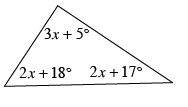 3x + 5°
2x + 18° 2x + 17°